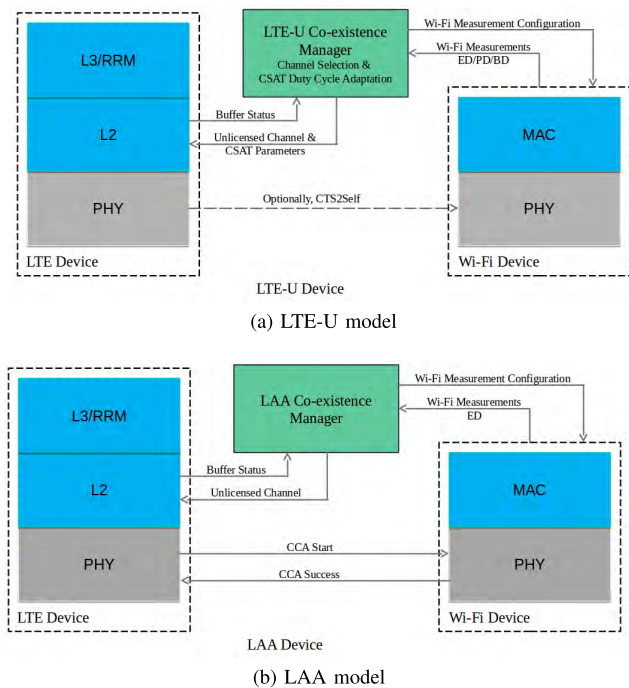 Wi-Fi Measurement Configuration
LTE-U Co-existence
Manager
Channel Selection &
CSAT Duty Cycle Adaptation
Wi-Fi Measurements
ED/PD/BD
L3/RRM
Buffer Status
L2
Unlicensed Channel &
CSAT Parameters
MAC
PHY
Optionally, CTS2Self
PHY
LTE Device
Wi-Fi Device
LTE-U Device
(a) LTE-U model
Wi-Fi Measurement Configuration
LAA Co-existence
Manager
Wi-Fi Measurements
ED
L3/RRM
Buffer Status
L2
Unlicensed Channel
MAC
CCA Start
PHY
CCA Success
PHY
LTE Device
Wi-Fi Device
LAA Device
(b) LAA model